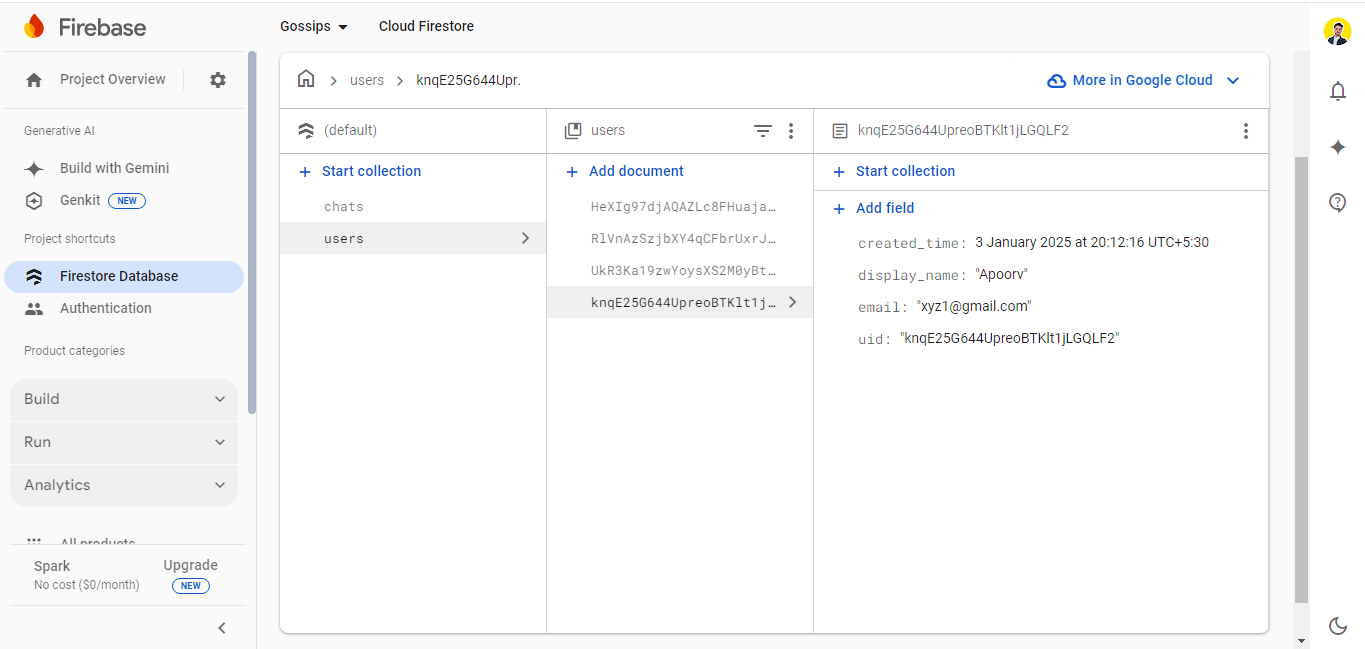 Firebase
Project Overview
Generative AI
Build with Gemini
Genkit NEW
Project shortcuts
Firestore Database
Authentication
Product categories
Build
Run
Analytics
All products
Spark
No cost ($0/month)
Upgrade
NEW
Gossips
Cloud Firestore
users
knqE25G644Upr.
More in Google Cloud
(default)
Start collection
chats
users
users
Add document
HeXIg97djAQAZLc8FHuaja…
RlVnAzSzjbXY4qCFbrUxrJ…
UkR3Ka19zwYoysXS2M0yBt…
knqE25G644UpreoBTKlt1j…
knqE25G644UpreoBTKlt1jLGQLF2
Start collection
Add field
created_time: 3 January 2025 at 20:12:16 UTC+5:30
display_name: "Apoorv"
email: "xyz1@gmail.com"
uid: "knqE25G644UpreoBTKlt1jLGQLF2"